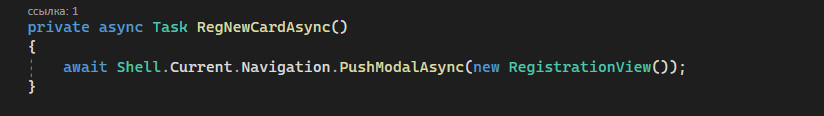 ссылка: 1
private async Task RegNewCardAsync()
{
    await Shell.Current.Navigation.PushModalAsync(new RegistrationView());
}